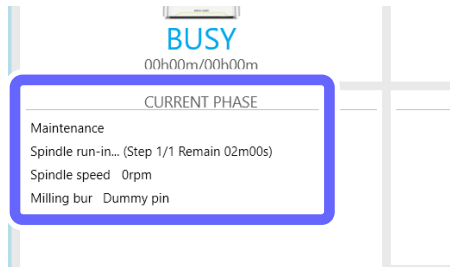 BUSY
00h00m/00h00m
CURRENT PHASE
Maintenance
Spindle run-in... (Step 1/1 Remain 02m00s)
Spindle speed 0rpm
Milling bur Dummy pin